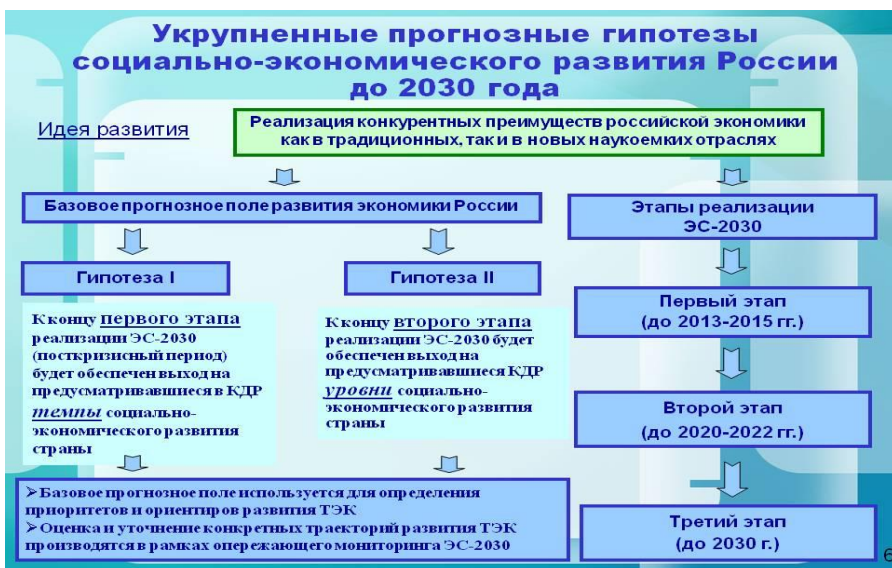 Укрупненные прогнозные гипотезы
социально-экономического развития России
до 2030 года
Идея развития
Реализация конкурентных преимуществ российской экономики
как в традиционных, так и в новых наукоемких отраслях
Базовое прогнозное поле развития экономики России
Гипотеза I
К концу первого этапа
реализации ЭС-2030
(посткризисный период)
будет обеспечен выход на
предусматривавшиеся в КДР
темпы социально-
экономического развития
страны
Гипотеза II
К концу второго этапа
реализации ЭС-2030 будет
обеспечен выход на
предусматривавшиеся КДР
уровни социально-
экономического развития
страны
➤Базовое прогнозное поле используется для определения
приоритетов и ориентиров развития ТЭК
➤Оценка и уточнение конкретных траекторий развития ТЭК
производятся в рамках опережающего мониторинга ЭС-2030
Этапы реализации
ЭС-2030
Первый этап
(до 2013-2015 гг.)
Второй этап
(до 2020-2022 гг.)
Третий этап
(до 2030 г.)
6